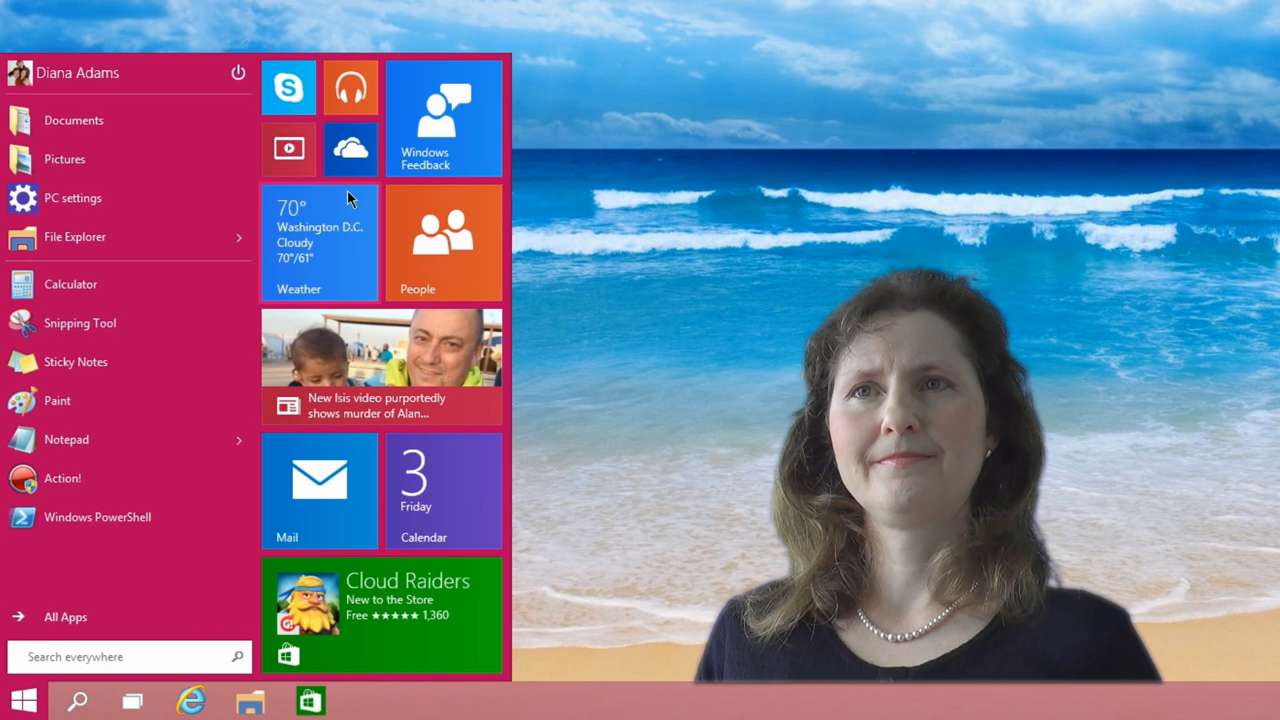 Diana Adams
Documents
Pictures
PC settings
File Explorer
Calculator
Snipping Tool
Sticky Notes
Paint
Notepad
Action!
Windows PowerShell
All Apps
Search everywhere
Windows
Feedback
70°
Washington D.C.
Cloudy
70°/61°
Weather
People
New Isis video purportedly
shows murder of Alan...
Mail
3
Friday
Calendar
Cloud Raiders
New to the Store
Free ★★★★★ 1,360